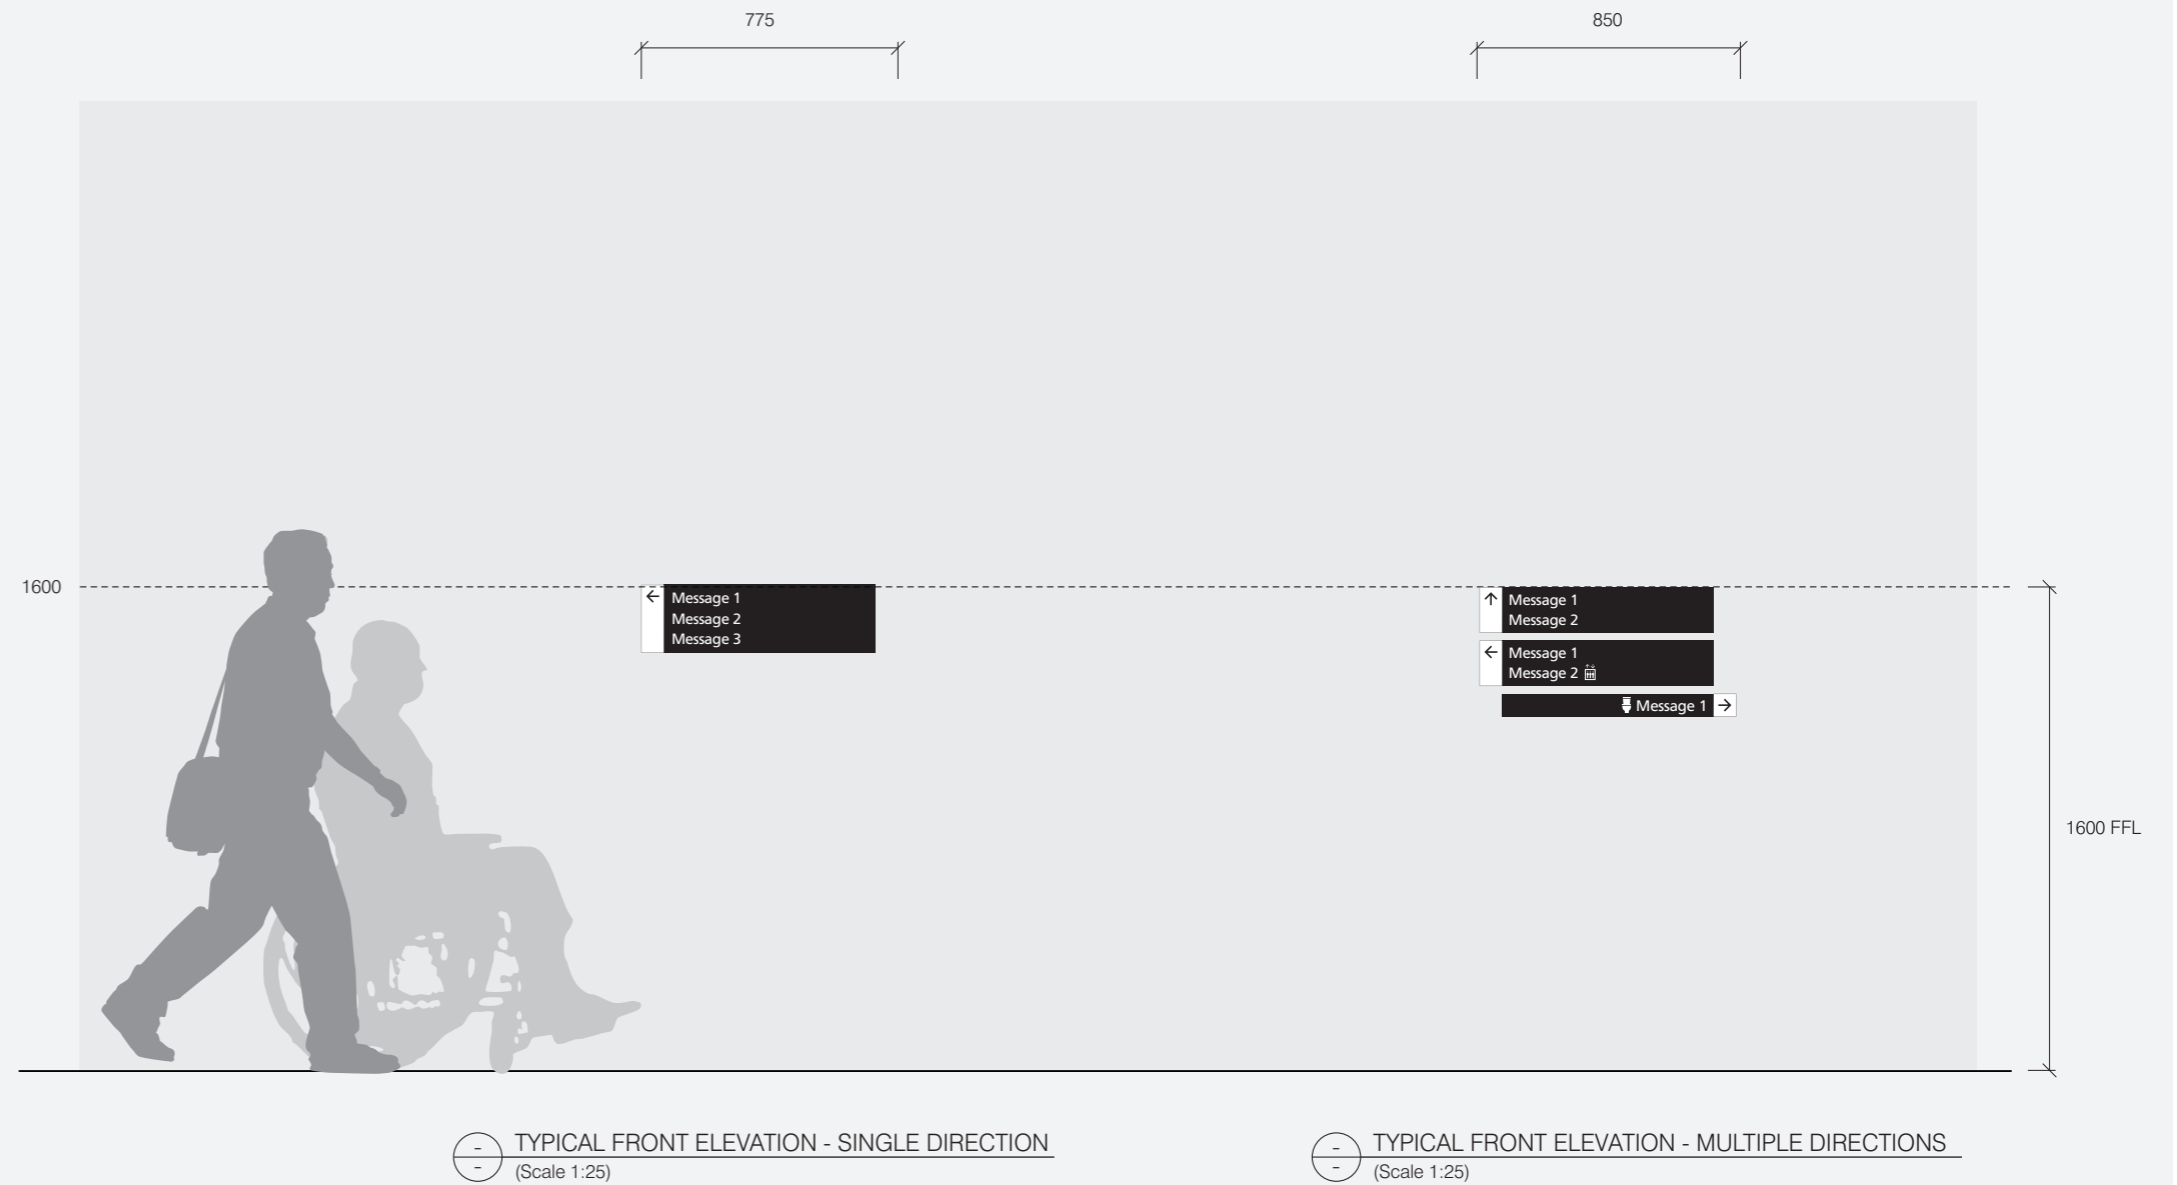 775
850
1600
← Message 1
Message 2
Message 3
↑ Message 1
Message 2
← Message 1
Message 2
Message 1 →
1600 FFL
-
-
TYPICAL FRONT ELEVATION - SINGLE DIRECTION
(Scale 1:25)
-
-
TYPICAL FRONT ELEVATION - MULTIPLE DIRECTIONS
(Scale 1:25)